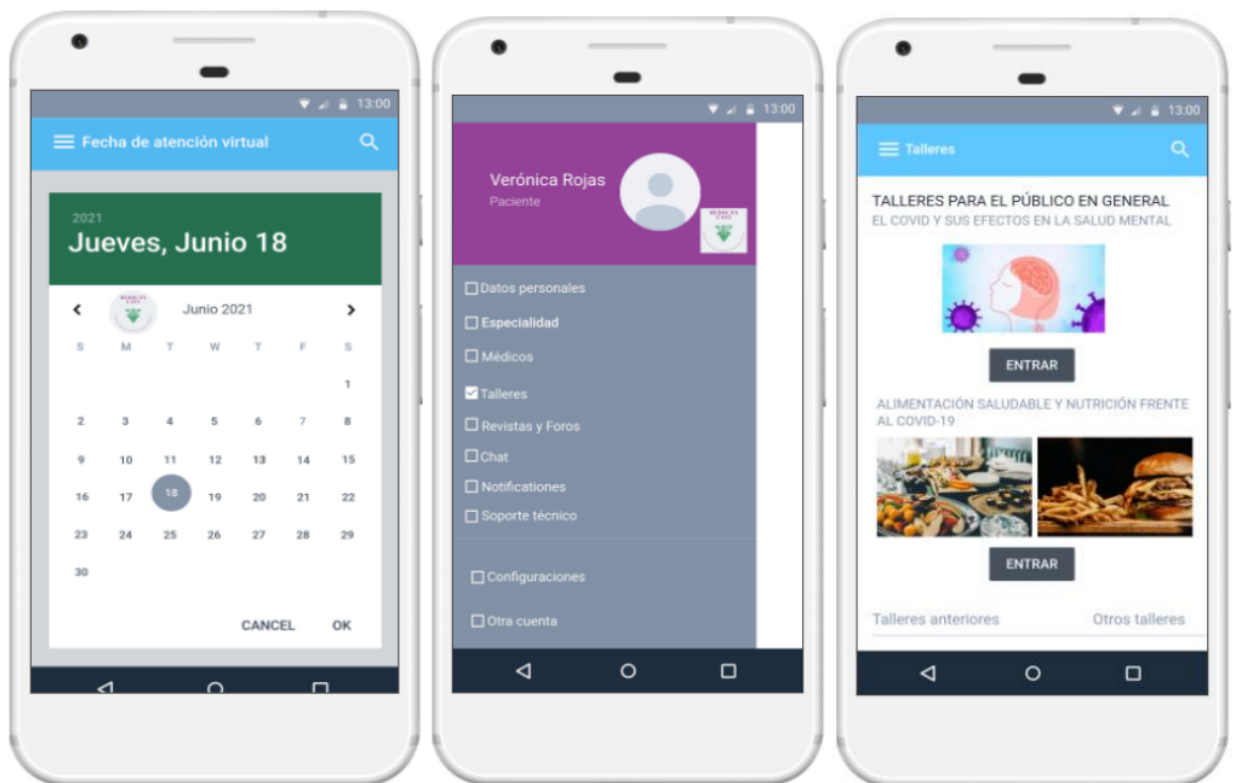 13:00
Fecha de atención virtual
2021
Jueves, Junio 18
Junio 2021
S M T W T F S
1
2 3 4 5 6 7 8
9 10 11 12 13 14 15
16 17 18 19 20 21 22
23 24 25 26 27 28 29
30
CANCEL OK
13:00
Verónica Rojas
Paciente
Datos personales
Especialidad
Médicos
Talleres
Revistas y Foros
Chat
Notificationes
Soporte técnico
Configuraciones
Otra cuenta
13:00
Talleres
TALLERES PARA EL PÚBLICO EN GENERAL
EL COVID Y SUS EFECTOS EN LA SALUD MENTAL
ENTRAR
ALIMENTACIÓN SALUDABLE Y NUTRICIÓN FRENTE
AL COVID-19
ENTRAR
Talleres anteriores Otros talleres